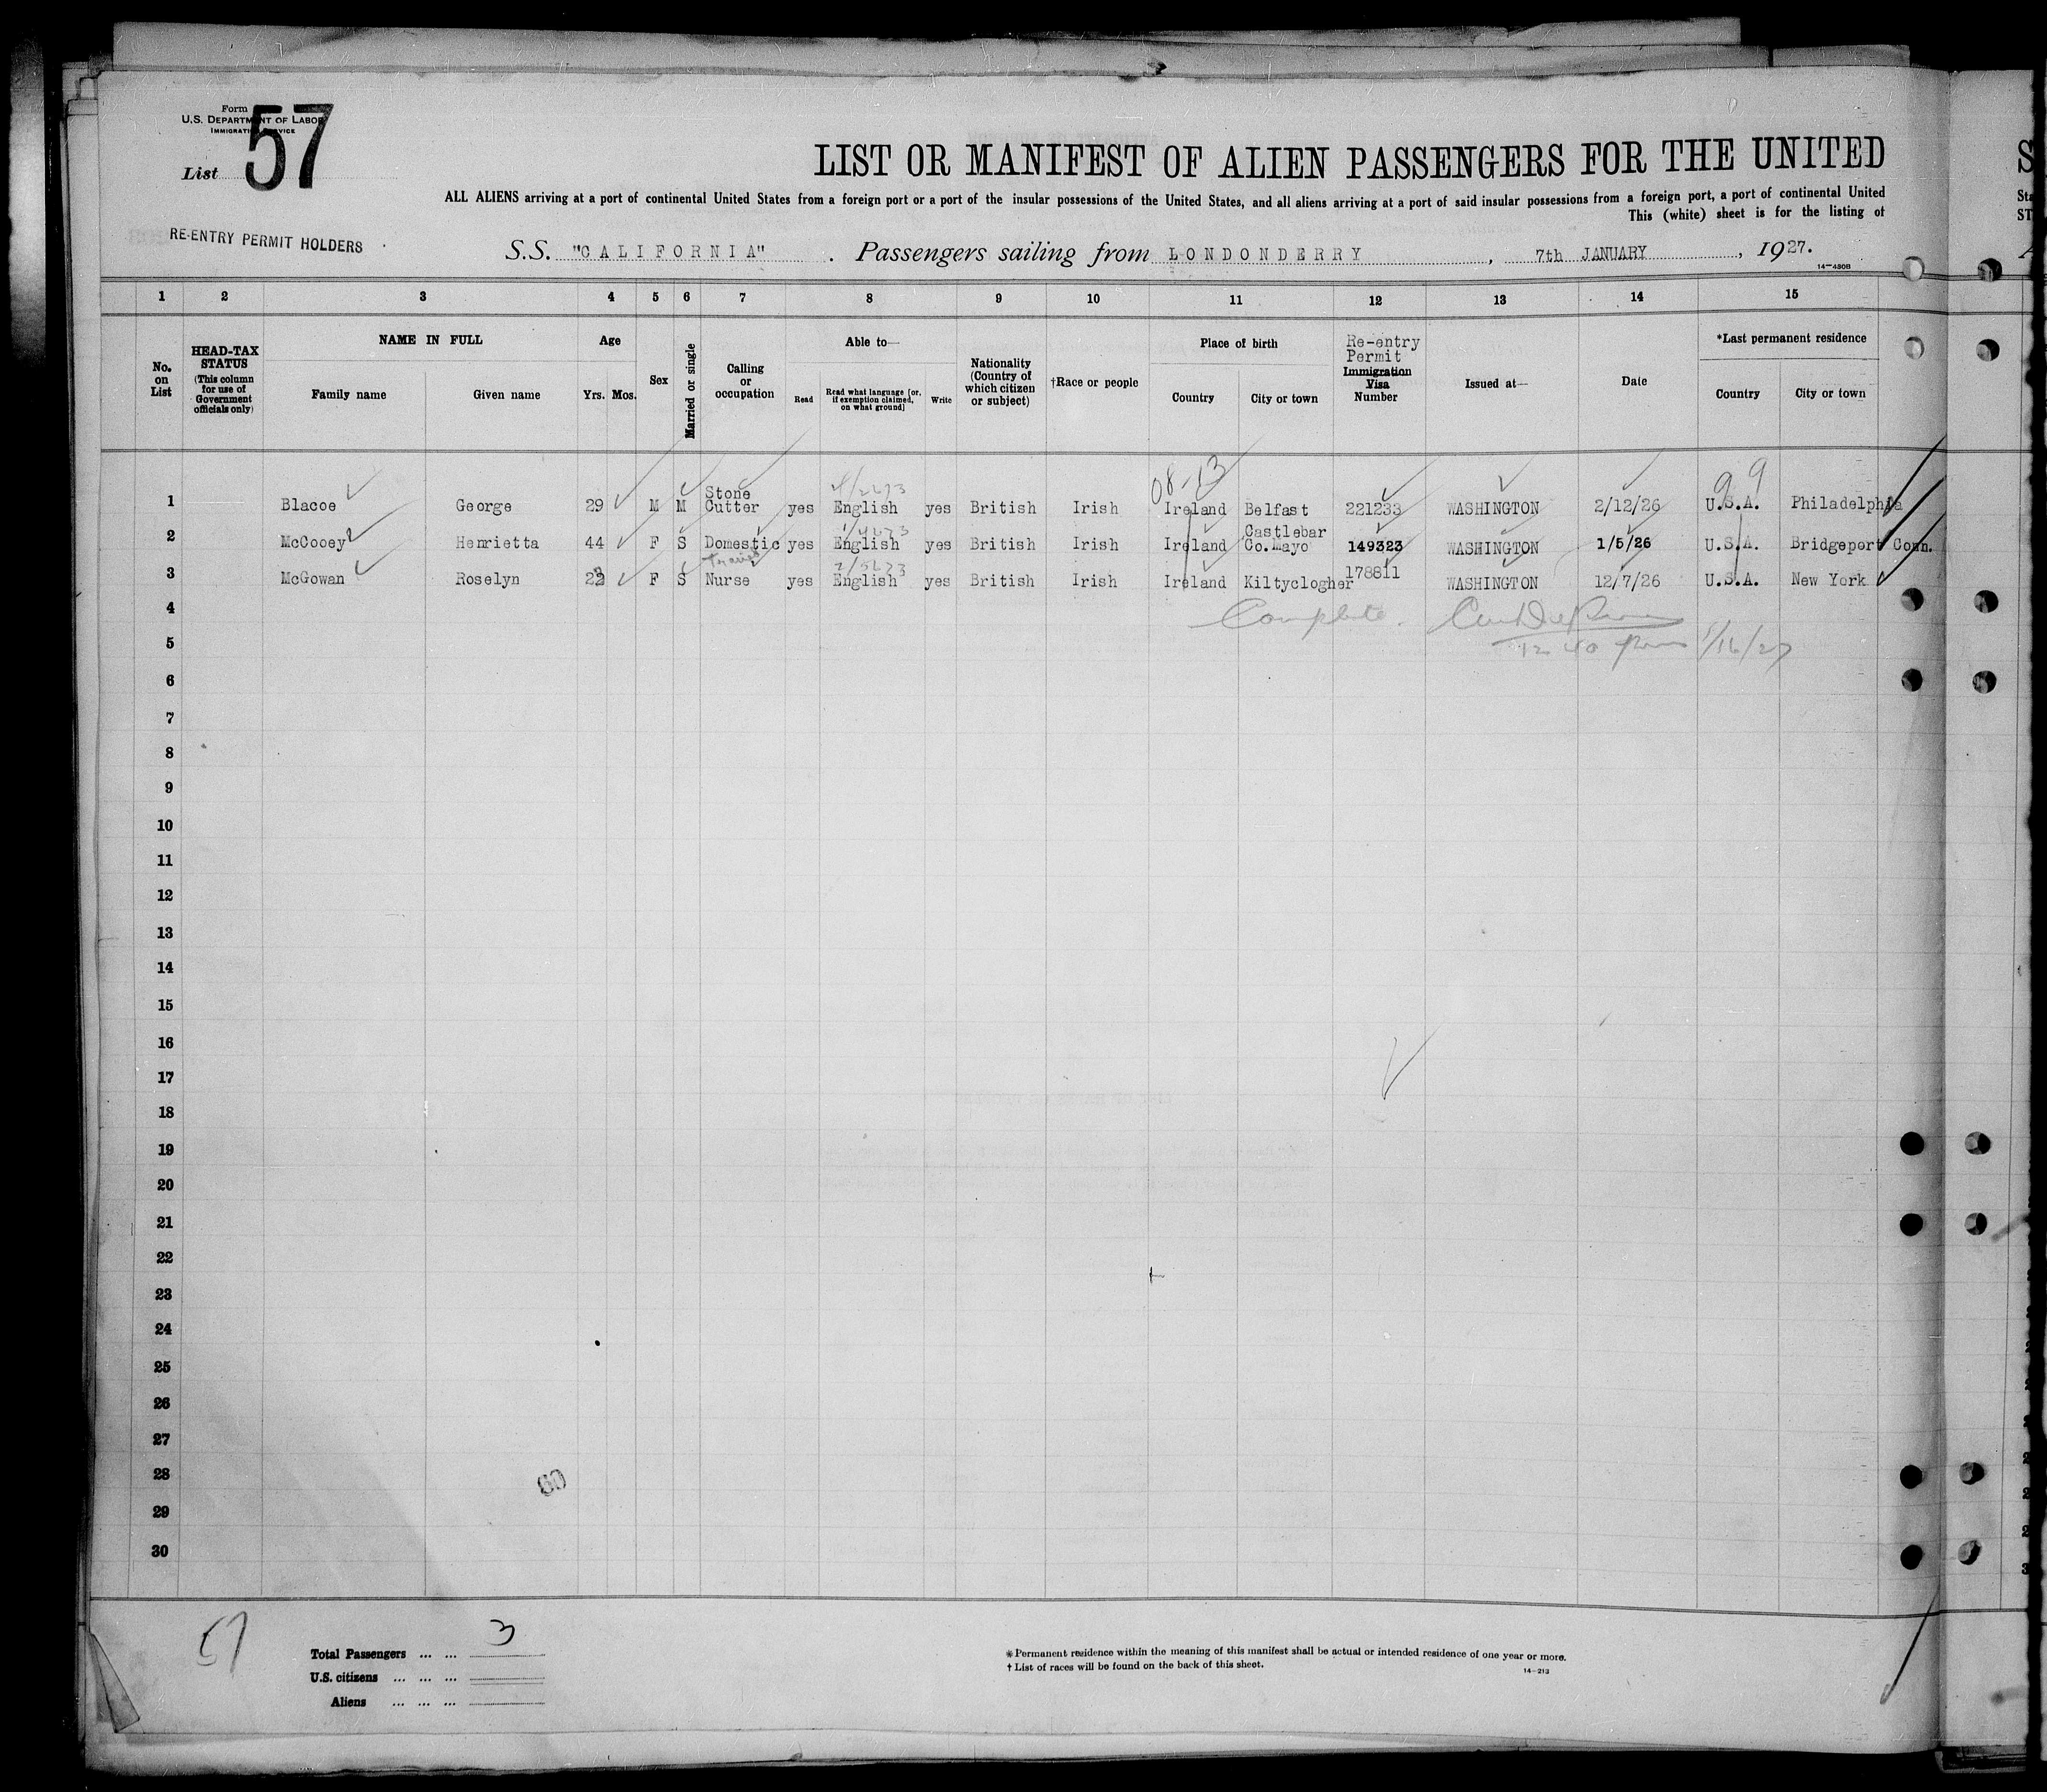 Form
U.S. DEPARTMENT OF LABOR
IMMIGRATION SERVICE
List 57
RE-ENTRY PERMIT HOLDERS
LIST OR MANIFEST OF ALIEN PASSENGERS FOR THE UNITED
ALL ALIENS arriving at a port of continental United States from a foreign port or a port of the insular possessions of the United States, and all aliens arriving at a port of said insular possessions from a foreign port, a port of continental United
This (white) sheet is for the listing of
S.S. "CALIFORNIA" . Passengers sailing from LONDONDERRY , 7th JANUARY , 1927.
14-480B
1 2 3 4 5 6 7 8 9 10 11 12 13 14 15
No. on List
HEAD-TAX STATUS (This column for use of Government officials only)
NAME IN FULL
Family name Given name
Age
Yrs. Mos.
Sex
Married or single
Calling or occupation
Able to—
Read Read what language [or, if exemption claimed, on what ground] Write
Nationality (Country of which citizen or subject)
†Race or people
Place of birth
Country City or town
Re-entry Permit Immigration Visa Number
Issued at—
Date
*Last permanent residence
Country City or town
08-13 99
1 Blacoe George 29 M M Stone Cutter yes English yes British Irish Ireland Belfast 221233 WASHINGTON 2/12/26 U.S.A. Philadelphia
2 McCooey Henrietta 44 F S Domestic yes English yes British Irish Ireland Castlebar Co.Mayo 149323 WASHINGTON 1/5/26 U.S.A. Bridgeport Conn.
3 McGowan Roselyn 22 F S Nurse yes English yes British Irish Ireland Kiltyclogher 178811 WASHINGTON 12/7/26 U.S.A. New York
4 Complete.
5 12 40 1/16/27
6
7
8
9
10
11
12
13
14
15
16
17
18
19
20
21
22
23
24
25
26
27
28
60
29
30
57
Total Passengers ... ... 3
U.S. citizens ... ... ...
Aliens ... ... ...
* Permanent residence within the meaning of this manifest shall be actual or intended residence of one year or more.
† List of races will be found on the back of this sheet.
14-213